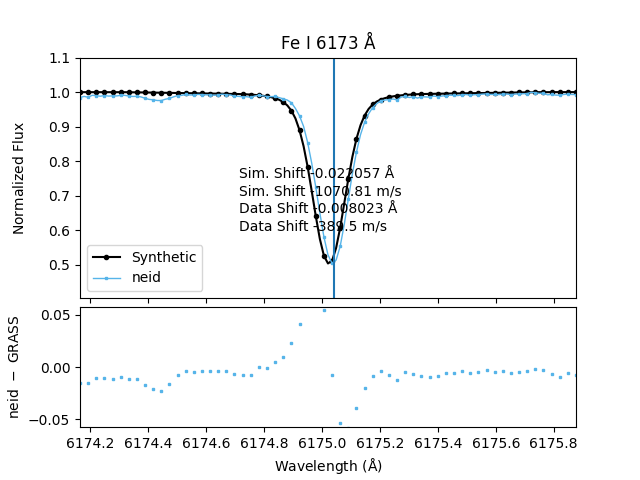 Fe I 6173 Å
1.1
1.0
0.9
0.8
0.7
0.6
0.5
Normalized Flux
Sim. Shift -0.022057 Å
Sim. Shift -1070.81 m/s
Data Shift -0.008023 Å
Data Shift -389.5 m/s
Synthetic
neid
0.05
0.00
−0.05
neid − GRASS
6174.2 6174.4 6174.6 6174.8 6175.0 6175.2 6175.4 6175.6 6175.8
Wavelength (Å)